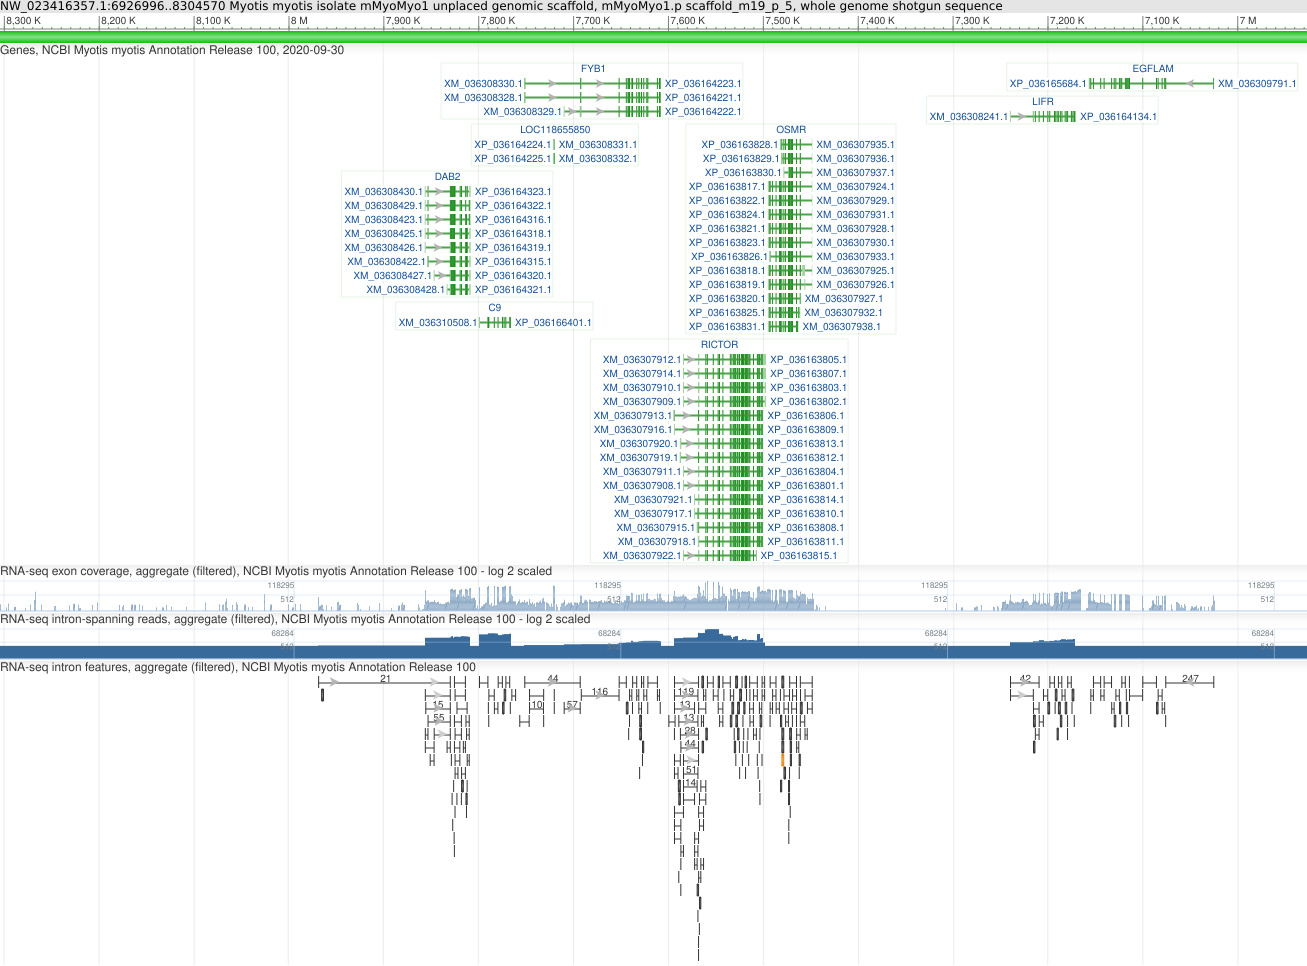 NW_023416357.1:6926996..8304570 Myotis myotis isolate mMyoMyo1 unplaced genomic scaffold, mMyoMyo1.p scaffold_m19_p_5, whole genome shotgun sequence
8,300 K 8,200 K 8,100 K 8 M 7,900 K 7,800 K 7,700 K 7,600 K 7,500 K 7,400 K 7,300 K 7,200 K 7,100 K 7 M
Genes, NCBI Myotis myotis Annotation Release 100, 2020-09-30
FYB1
XM_036308330.1 XP_036164223.1
XM_036308328.1 XP_036164221.1
XM_036308329.1 XP_036164222.1
EGFLAM
XP_036165684.1 XM_036309791.1
LIFR
XM_036308241.1 XP_036164134.1
LOC118655850
XP_036164224.1 XM_036308331.1
XP_036164225.1 XM_036308332.1
OSMR
XP_036163828.1 XM_036307935.1
XP_036163829.1 XM_036307936.1
XP_036163830.1 XM_036307937.1
XP_036163817.1 XM_036307924.1
XP_036163822.1 XM_036307929.1
XP_036163824.1 XM_036307931.1
XP_036163821.1 XM_036307928.1
XP_036163823.1 XM_036307930.1
XP_036163826.1 XM_036307933.1
XP_036163818.1 XM_036307925.1
XP_036163819.1 XM_036307926.1
XP_036163820.1 XM_036307927.1
XP_036163825.1 XM_036307932.1
XP_036163831.1 XM_036307938.1
DAB2
XM_036308430.1 XP_036164323.1
XM_036308429.1 XP_036164322.1
XM_036308423.1 XP_036164316.1
XM_036308425.1 XP_036164318.1
XM_036308426.1 XP_036164319.1
XM_036308422.1 XP_036164315.1
XM_036308427.1 XP_036164320.1
XM_036308428.1 XP_036164321.1
C9
XM_036310508.1 XP_036166401.1
RICTOR
XM_036307912.1 XP_036163805.1
XM_036307914.1 XP_036163807.1
XM_036307910.1 XP_036163803.1
XM_036307909.1 XP_036163802.1
XM_036307913.1 XP_036163806.1
XM_036307916.1 XP_036163809.1
XM_036307920.1 XP_036163813.1
XM_036307919.1 XP_036163812.1
XM_036307911.1 XP_036163804.1
XM_036307908.1 XP_036163801.1
XM_036307921.1 XP_036163814.1
XM_036307917.1 XP_036163810.1
XM_036307915.1 XP_036163808.1
XM_036307918.1 XP_036163811.1
XM_036307922.1 XP_036163815.1
RNA-seq exon coverage, aggregate (filtered), NCBI Myotis myotis Annotation Release 100 - log 2 scaled
118295 118295 118295 118295
512 512 512 512
RNA-seq intron-spanning reads, aggregate (filtered), NCBI Myotis myotis Annotation Release 100 - log 2 scaled
68284 68284 68284 68284
512 512 512 512
RNA-seq intron features, aggregate (filtered), NCBI Myotis myotis Annotation Release 100
21 44 42 247
116 119
15 10 57 13
55 13
28
44
51
14